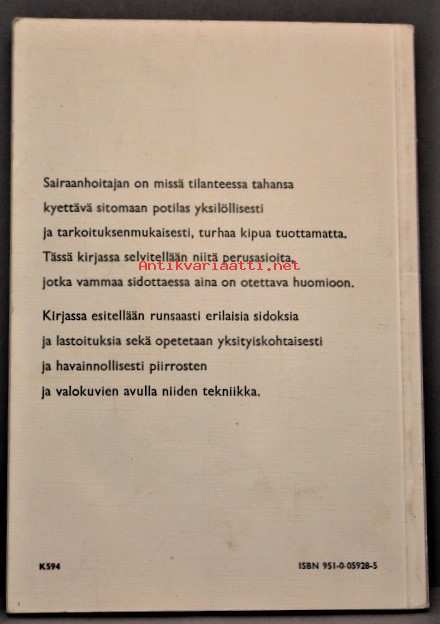 Sairaanhoitajan on missä tilanteessa tahansa
kyettävä sitomaan potilas yksilöllisesti
ja tarkoituksenmukaisesti, turhaa kipua tuottamatta.
Tässä kirjassa selvitellään niitä perusasioita,
Antikvariaatti.net
jotka vammaa sidottaessa aina on otettava huomioon.
Kirjassa esitellään runsaasti erilaisia sidoksia
ja lastoituksia sekä opetetaan yksityiskohtaisesti
ja havainnollisesti piirrosten
ja valokuvien avulla niiden tekniikka.
K594 ISBN 951-0-05928-5